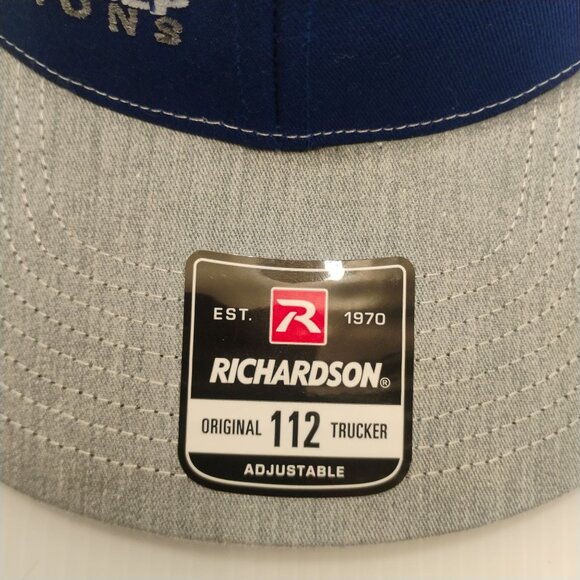 EST. R 1970
RICHARDSON®
ORIGINAL 112 TRUCKER
ADJUSTABLE